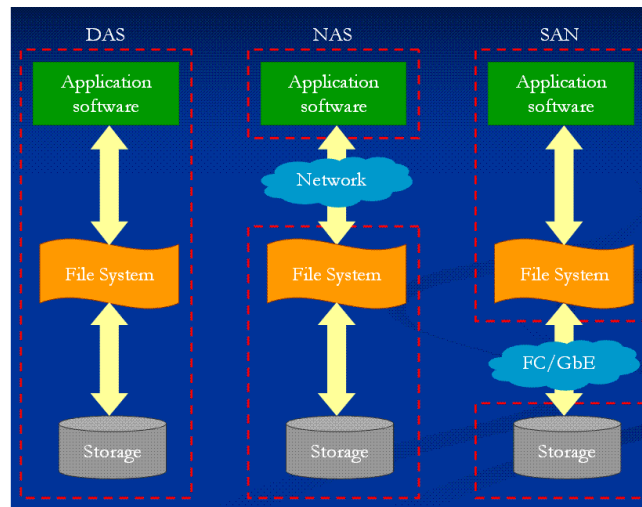 DAS
Application
software
File System
Storage
NAS
Application
software
Network
File System
Storage
SAN
Application
software
File System
FC/GbE
Storage